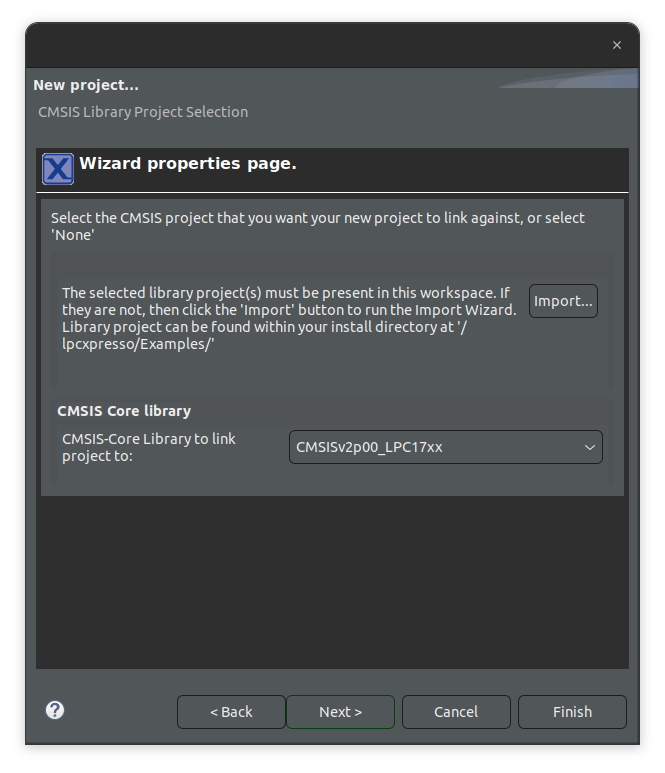 ×
New project...
CMSIS Library Project Selection
X
Wizard properties page.
Select the CMSIS project that you want your new project to link against, or select
'None'
The selected library project(s) must be present in this workspace. If
they are not, then click the 'Import' button to run the Import Wizard.
Library project can be found within your install directory at '/
lpcxpresso/Examples/'
Import...
CMSIS Core library
CMSIS-Core Library to link
project to:
CMSISv2p00_LPC17xx
?
< Back
Next >
Cancel
Finish